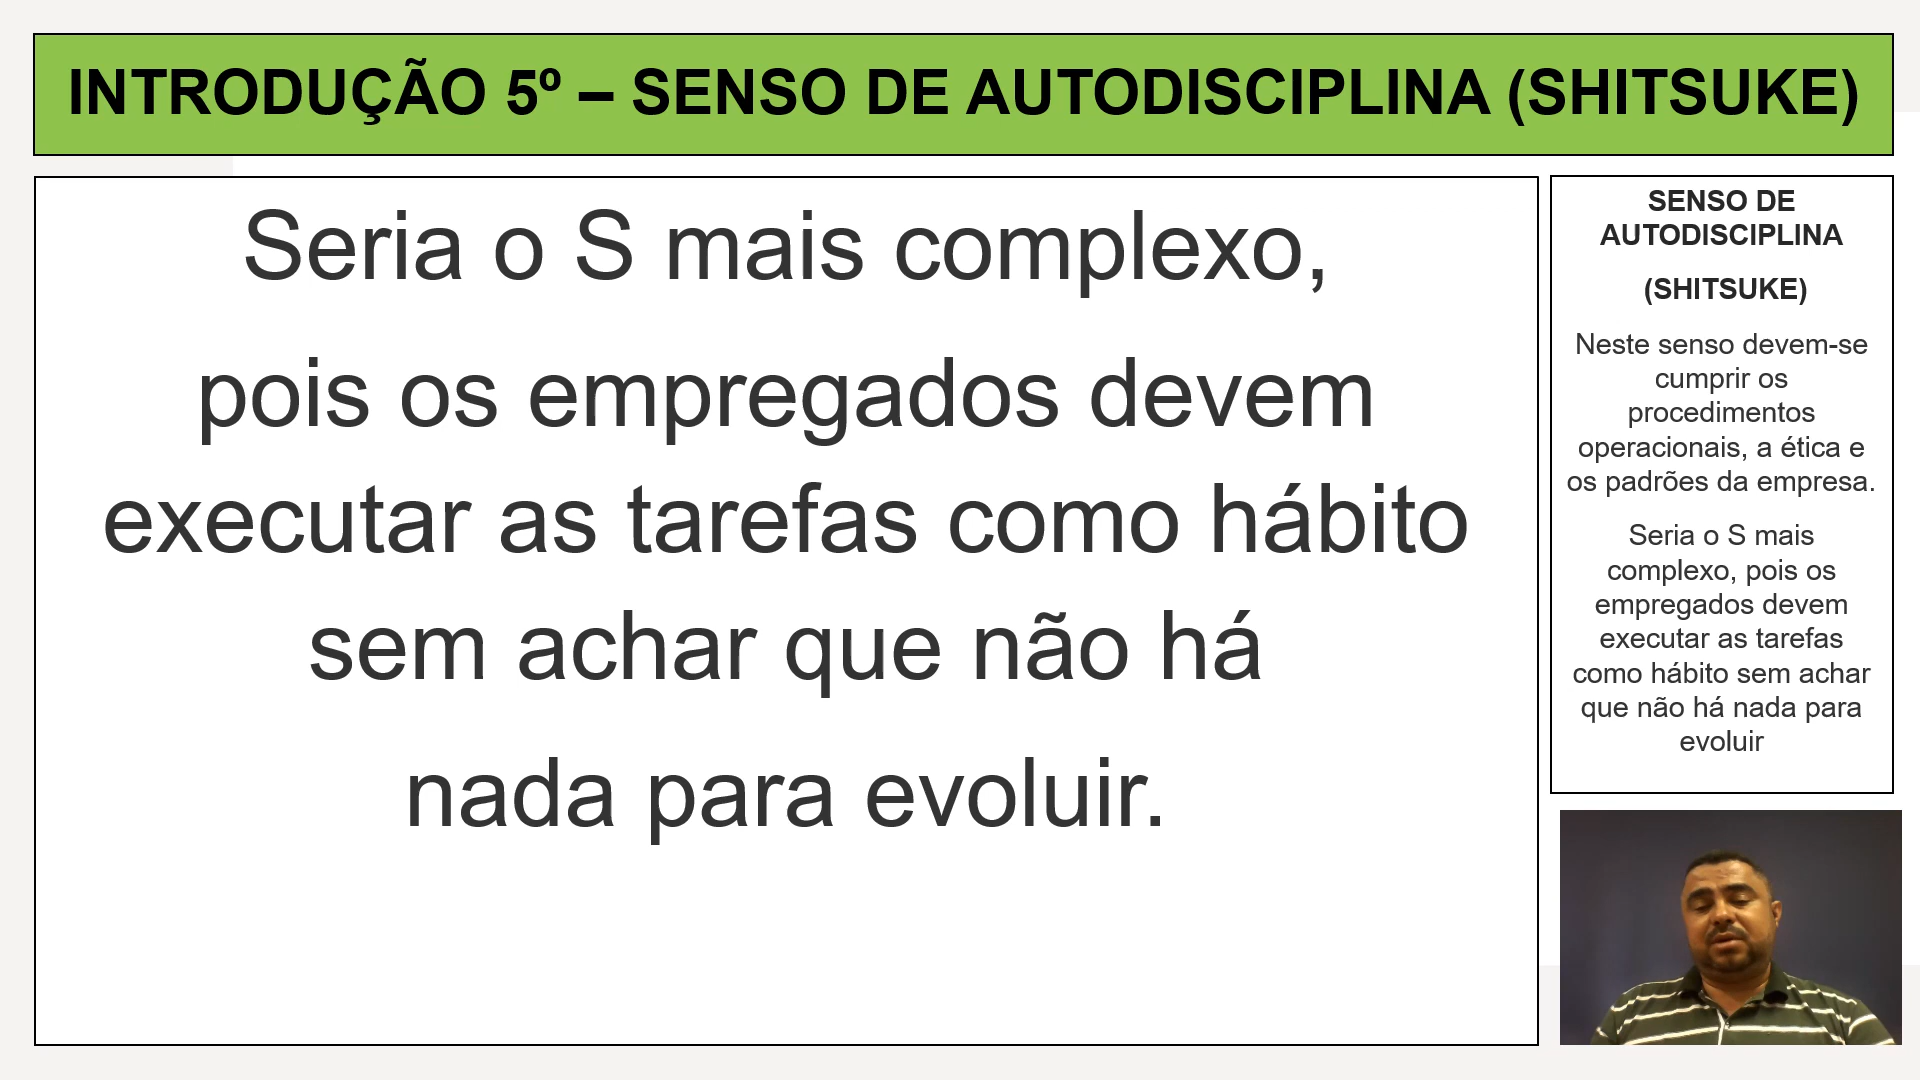 INTRODUÇÃO 5º – SENSO DE AUTODISCIPLINA (SHITSUKE)
Seria o S mais complexo,
pois os empregados devem
executar as tarefas como hábito
sem achar que não há
nada para evoluir.
SENSO DE
AUTODISCIPLINA
(SHITSUKE)
Neste senso devem-se
cumprir os
procedimentos
operacionais, a ética e
os padrões da empresa.
Seria o S mais
complexo, pois os
empregados devem
executar as tarefas
como hábito sem achar
que não há nada para
evoluir